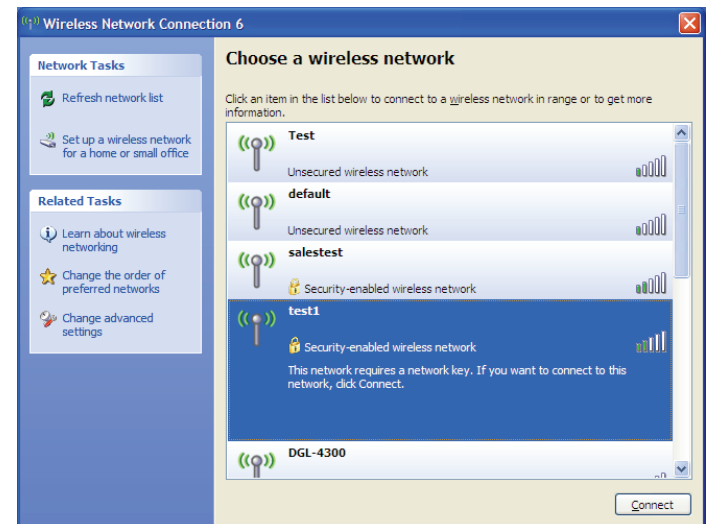 Wireless Network Connection 6
Network Tasks
Refresh network list
Set up a wireless network
for a home or small office
Related Tasks
Learn about wireless
networking
Change the order of
preferred networks
Change advanced
settings
Choose a wireless network
Click an item in the list below to connect to a wireless network in range or to get more
information.
Test
Unsecured wireless network
default
Unsecured wireless network
salestest
Security-enabled wireless network
test1
Security-enabled wireless network
This network requires a network key. If you want to connect to this
network, click Connect.
DGL-4300
Connect